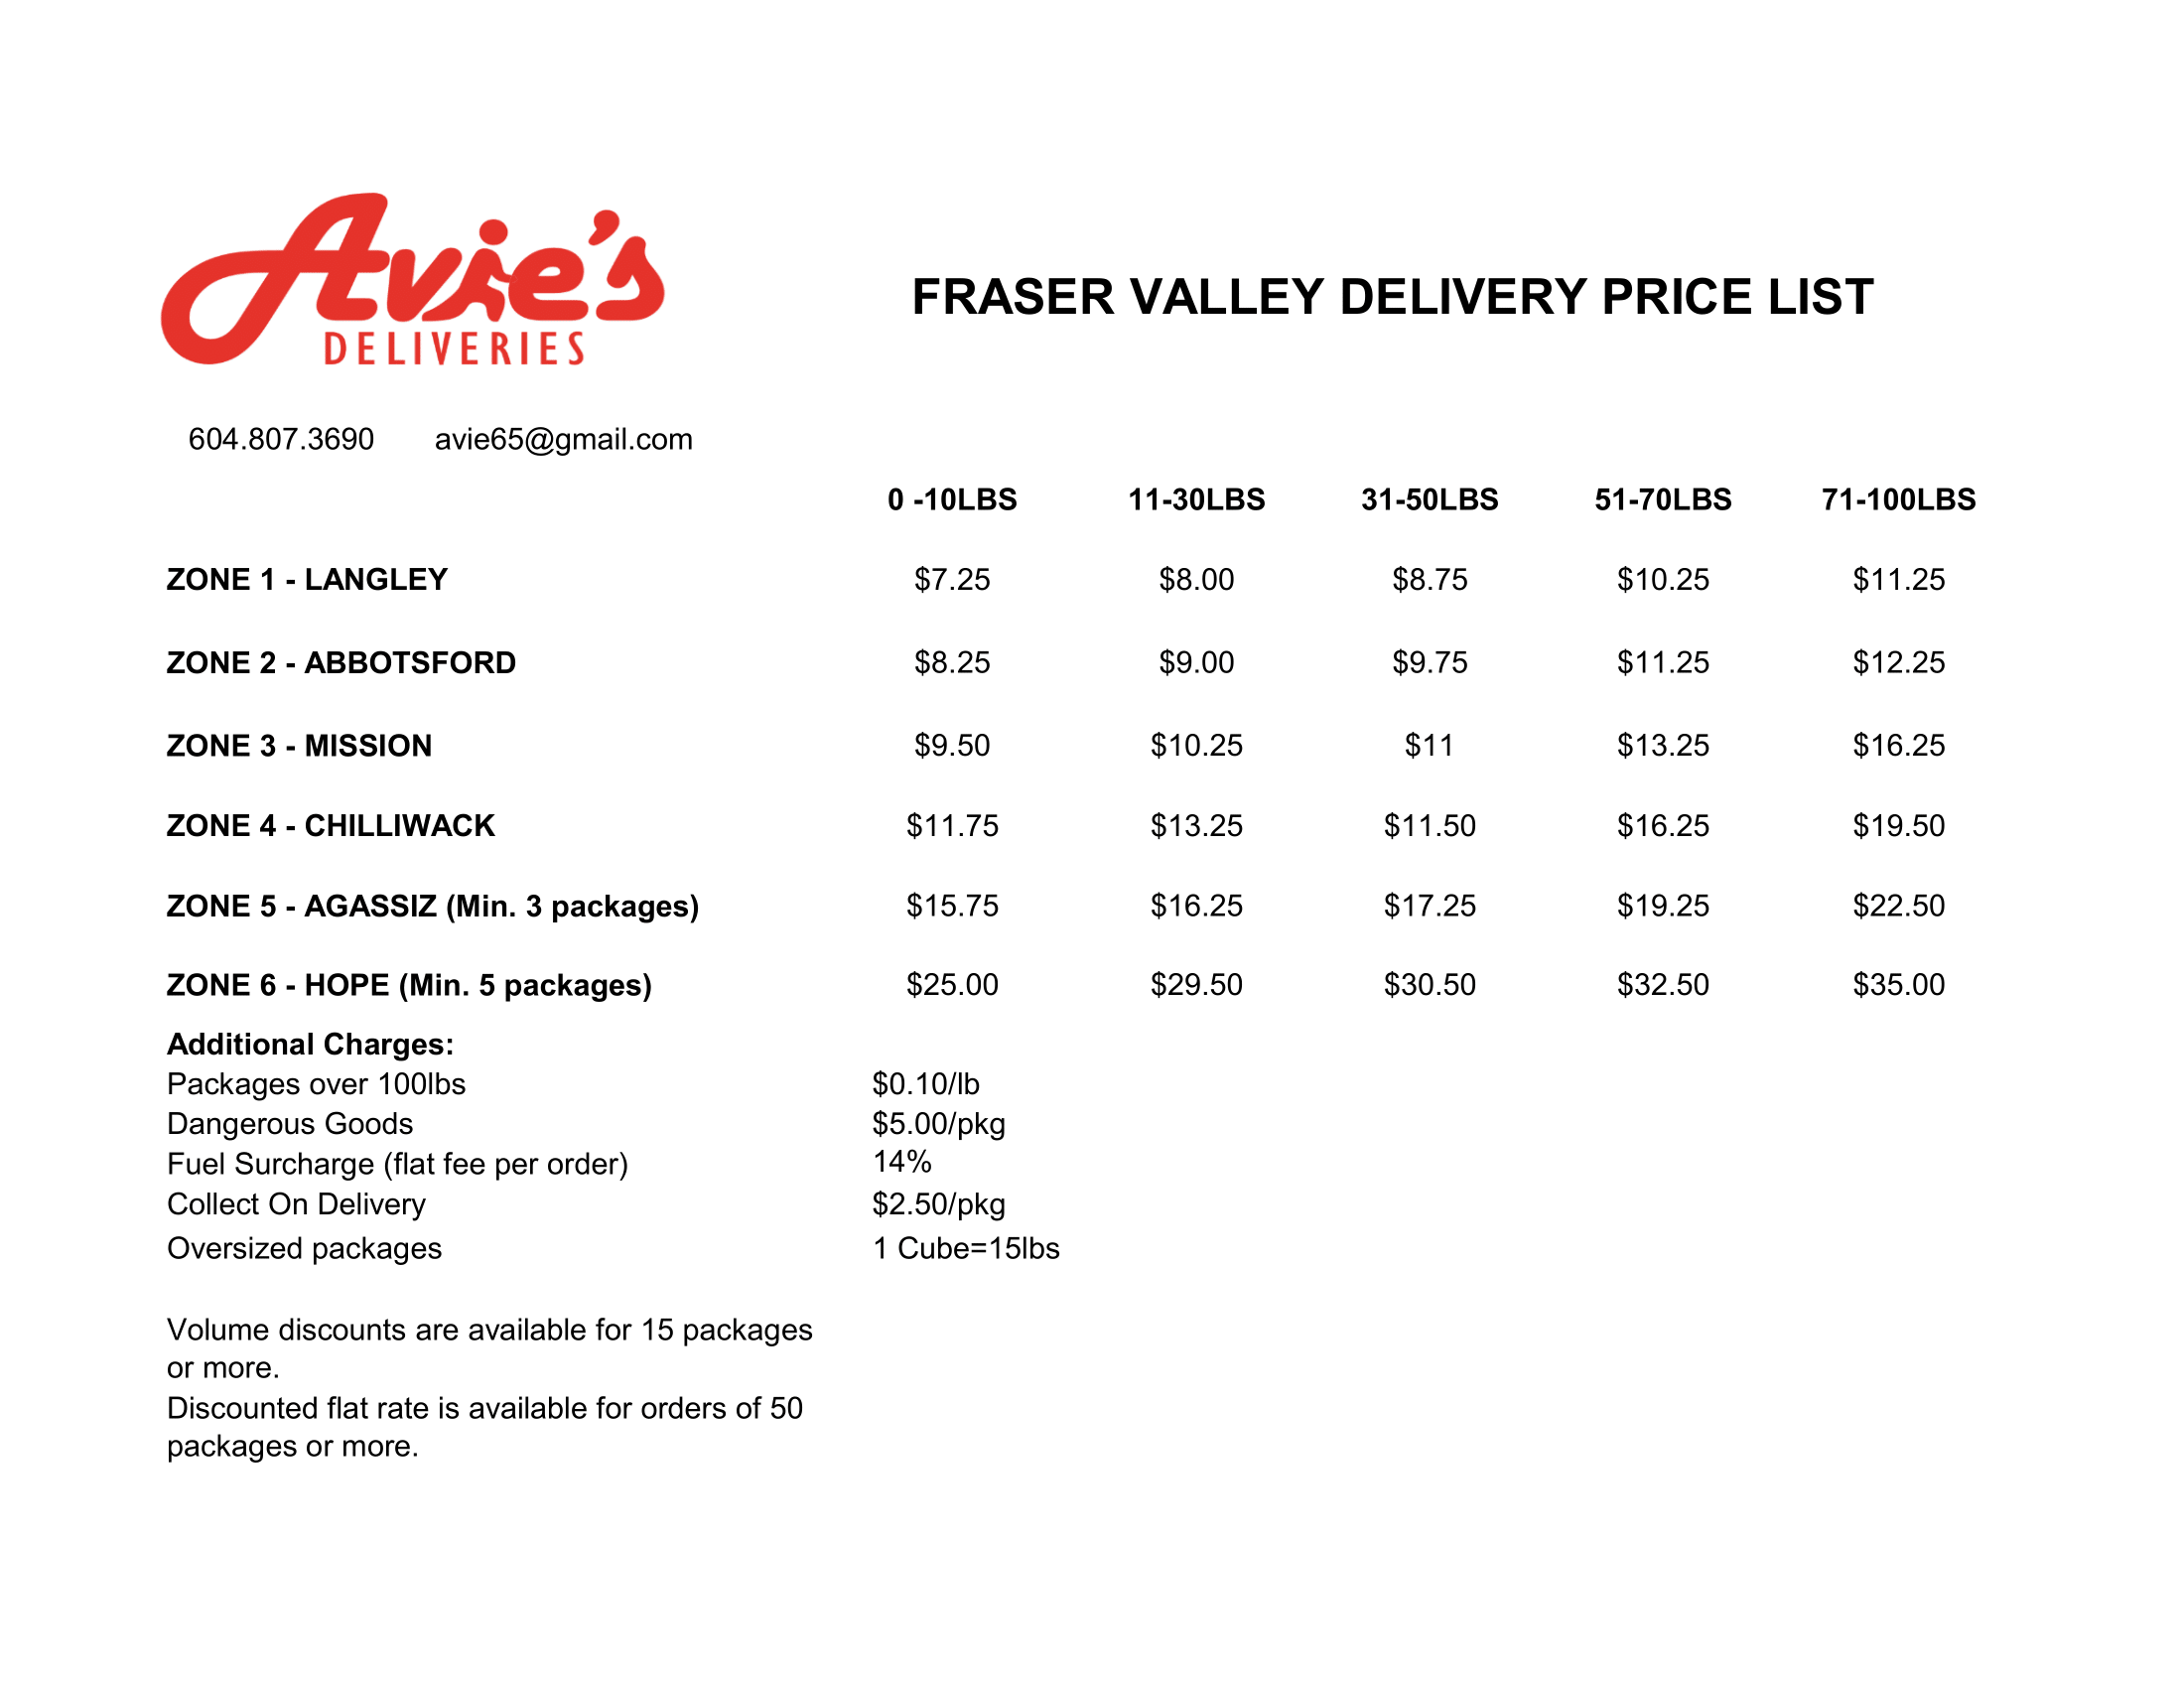 Avie's
DELIVERIES
FRASER VALLEY DELIVERY PRICE LIST
604.807.3690 avie65@gmail.com
0 -10LBS 11-30LBS 31-50LBS 51-70LBS 71-100LBS
ZONE 1 - LANGLEY $7.25 $8.00 $8.75 $10.25 $11.25
ZONE 2 - ABBOTSFORD $8.25 $9.00 $9.75 $11.25 $12.25
ZONE 3 - MISSION $9.50 $10.25 $11 $13.25 $16.25
ZONE 4 - CHILLIWACK $11.75 $13.25 $11.50 $16.25 $19.50
ZONE 5 - AGASSIZ (Min. 3 packages) $15.75 $16.25 $17.25 $19.25 $22.50
ZONE 6 - HOPE (Min. 5 packages) $25.00 $29.50 $30.50 $32.50 $35.00
Additional Charges:
Packages over 100lbs $0.10/lb
Dangerous Goods $5.00/pkg
Fuel Surcharge (flat fee per order) 14%
Collect On Delivery $2.50/pkg
Oversized packages 1 Cube=15lbs
Volume discounts are available for 15 packages
or more.
Discounted flat rate is available for orders of 50
packages or more.